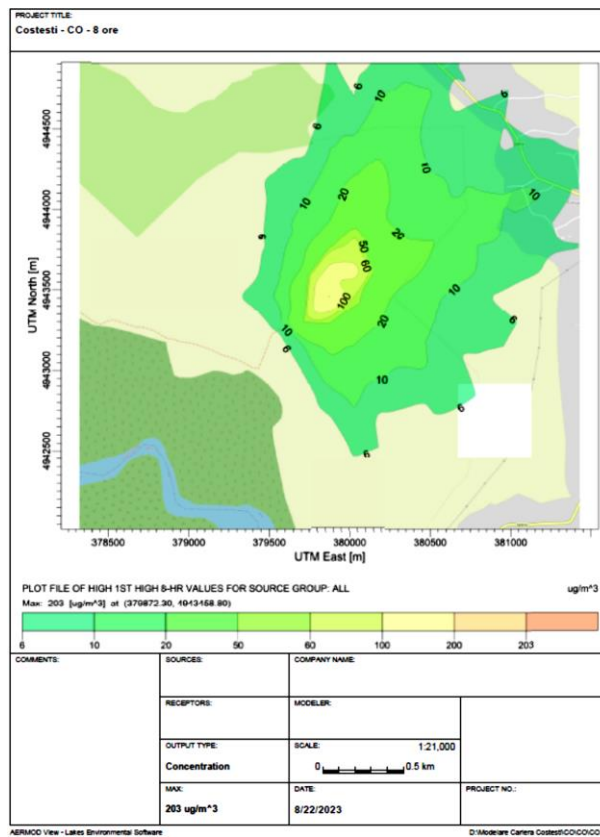 PROJECT TITLE:
Costesti - CO - 8 ore
UTM North [m]
4944500
4944000
4943500
4943000
4942500
6
10
6
6
10
20
10
10
6
50
20
60
100
10
10
20
6
6
10
6
6
378500 379000 379500 380000 380500 381000
UTM East [m]
PLOT FILE OF HIGH 1ST HIGH 8-HR VALUES FOR SOURCE GROUP: ALL
ug/m^3
Max: 203 [ug/m^3] at (379872.30, 4943458.80)
6 10 20 50 60 100 200 203
COMMENTS:
SOURCES:
COMPANY NAME:
RECEPTORS:
MODELER:
OUTPUT TYPE:
Concentration
SCALE:
1:21,000
0
0.5 km
MAX:
203 ug/m^3
DATE:
8/22/2023
PROJECT NO.:
AERMOD View - Lakes Environmental Software
D:\Modelare Cariera Costesti\CO\CO\CO